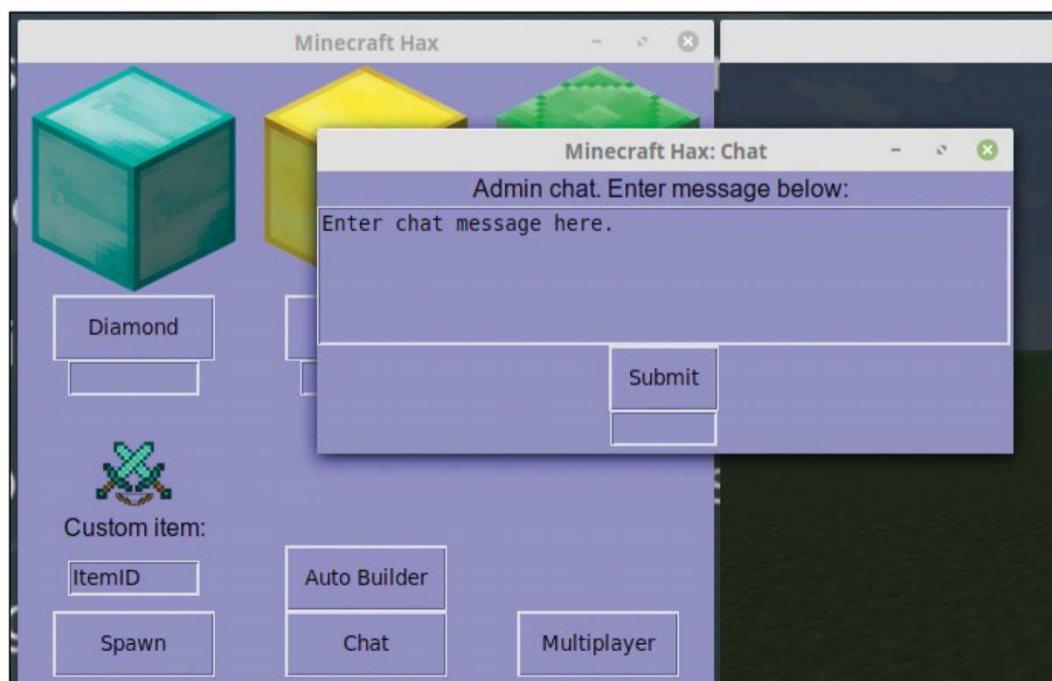 Minecraft Hax
Minecraft Hax: Chat
Admin chat. Enter message below:
Enter chat message here.
Submit
Diamond
Custom item:
ItemID
Auto Builder
Spawn
Chat
Multiplayer